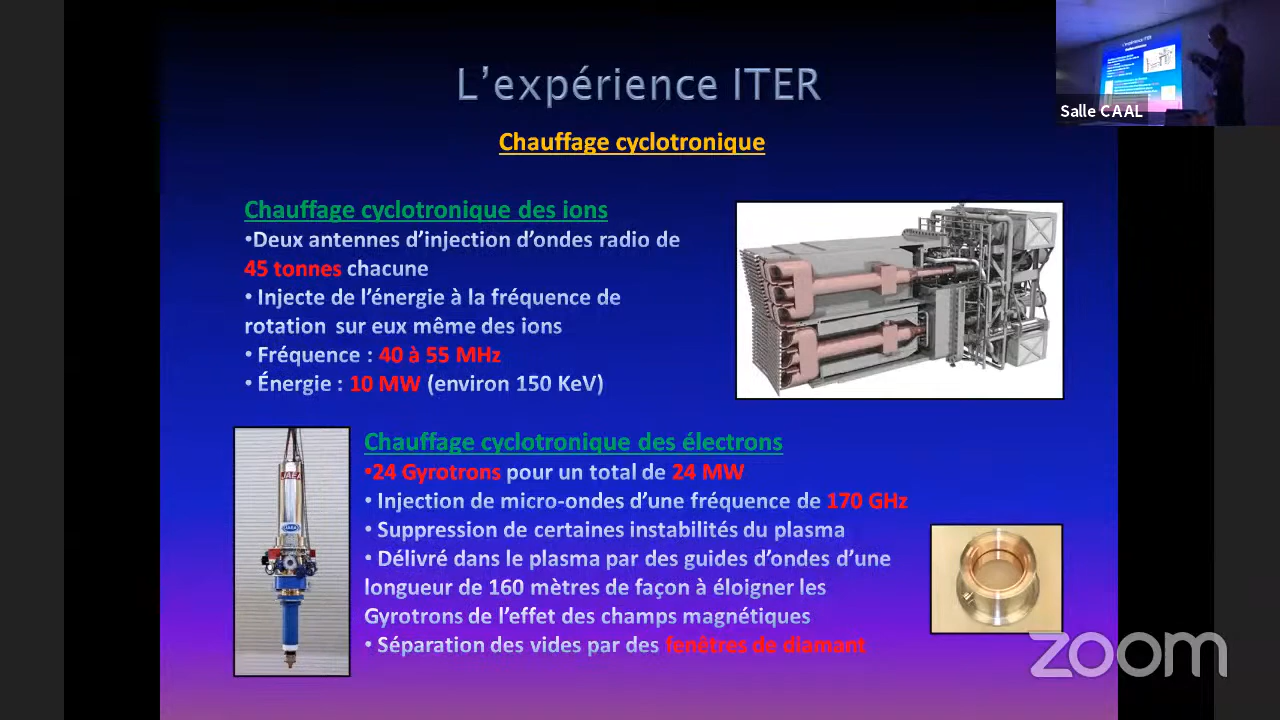 L'expérience ITER
Salle CAAL
Chauffage cyclotronique
Chauffage cyclotronique des ions
•Deux antennes d'injection d'ondes radio de
45 tonnes chacune
• Injecte de l'énergie à la fréquence de
rotation sur eux même des ions
• Fréquence : 40 à 55 MHz
• Énergie : 10 MW (environ 150 KeV)
Chauffage cyclotronique des électrons
•24 Gyrotrons pour un total de 24 MW
• Injection de micro-ondes d'une fréquence de 170 GHz
• Suppression de certaines instabilités du plasma
• Délivré dans le plasma par des guides d'ondes d'une
longueur de 160 mètres de façon à éloigner les
Gyrotrons de l'effet des champs magnétiques
• Séparation des vides par des fenêtres de diamant
JAEA
zoom